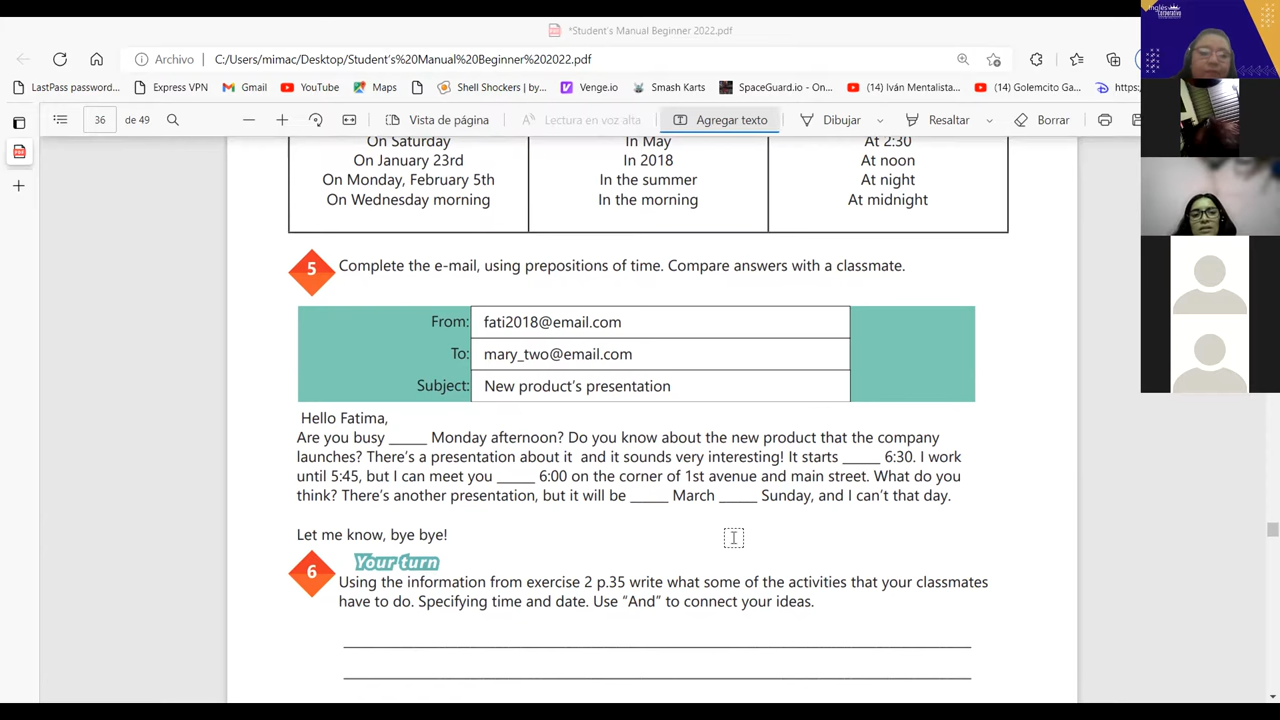 *Student's Manual Beginner 2022.pdf
Archivo C:/Users/mimac/Desktop/Student's%20Manual%20Beginner%202022.pdf
LastPass password... Express VPN Gmail YouTube Maps Shell Shockers | by... Venge.io Smash Karts SpaceGuard.io - On... (14) Iván Mentalista... (14) Golemcito Ga... https:
36 de 49 Vista de página Lectura en voz alta Agregar texto Dibujar Resaltar Borrar
On Saturday In May At 2:30
On January 23rd In 2018 At noon
On Monday, February 5th In the summer At night
On Wednesday morning In the morning At midnight
5 Complete the e-mail, using prepositions of time. Compare answers with a classmate.
From: fati2018@email.com
To: mary_two@email.com
Subject: New product's presentation
Hello Fatima,
Are you busy _____ Monday afternoon? Do you know about the new product that the company
launches? There's a presentation about it and it sounds very interesting! It starts _____ 6:30. I work
until 5:45, but I can meet you _____ 6:00 on the corner of 1st avenue and main street. What do you
think? There's another presentation, but it will be _____ March _____ Sunday, and I can't that day.
Let me know, bye bye!
Your turn
6 Using the information from exercise 2 p.35 write what some of the activities that your classmates
have to do. Specifying time and date. Use “And” to connect your ideas.
Inglés
Corporativo